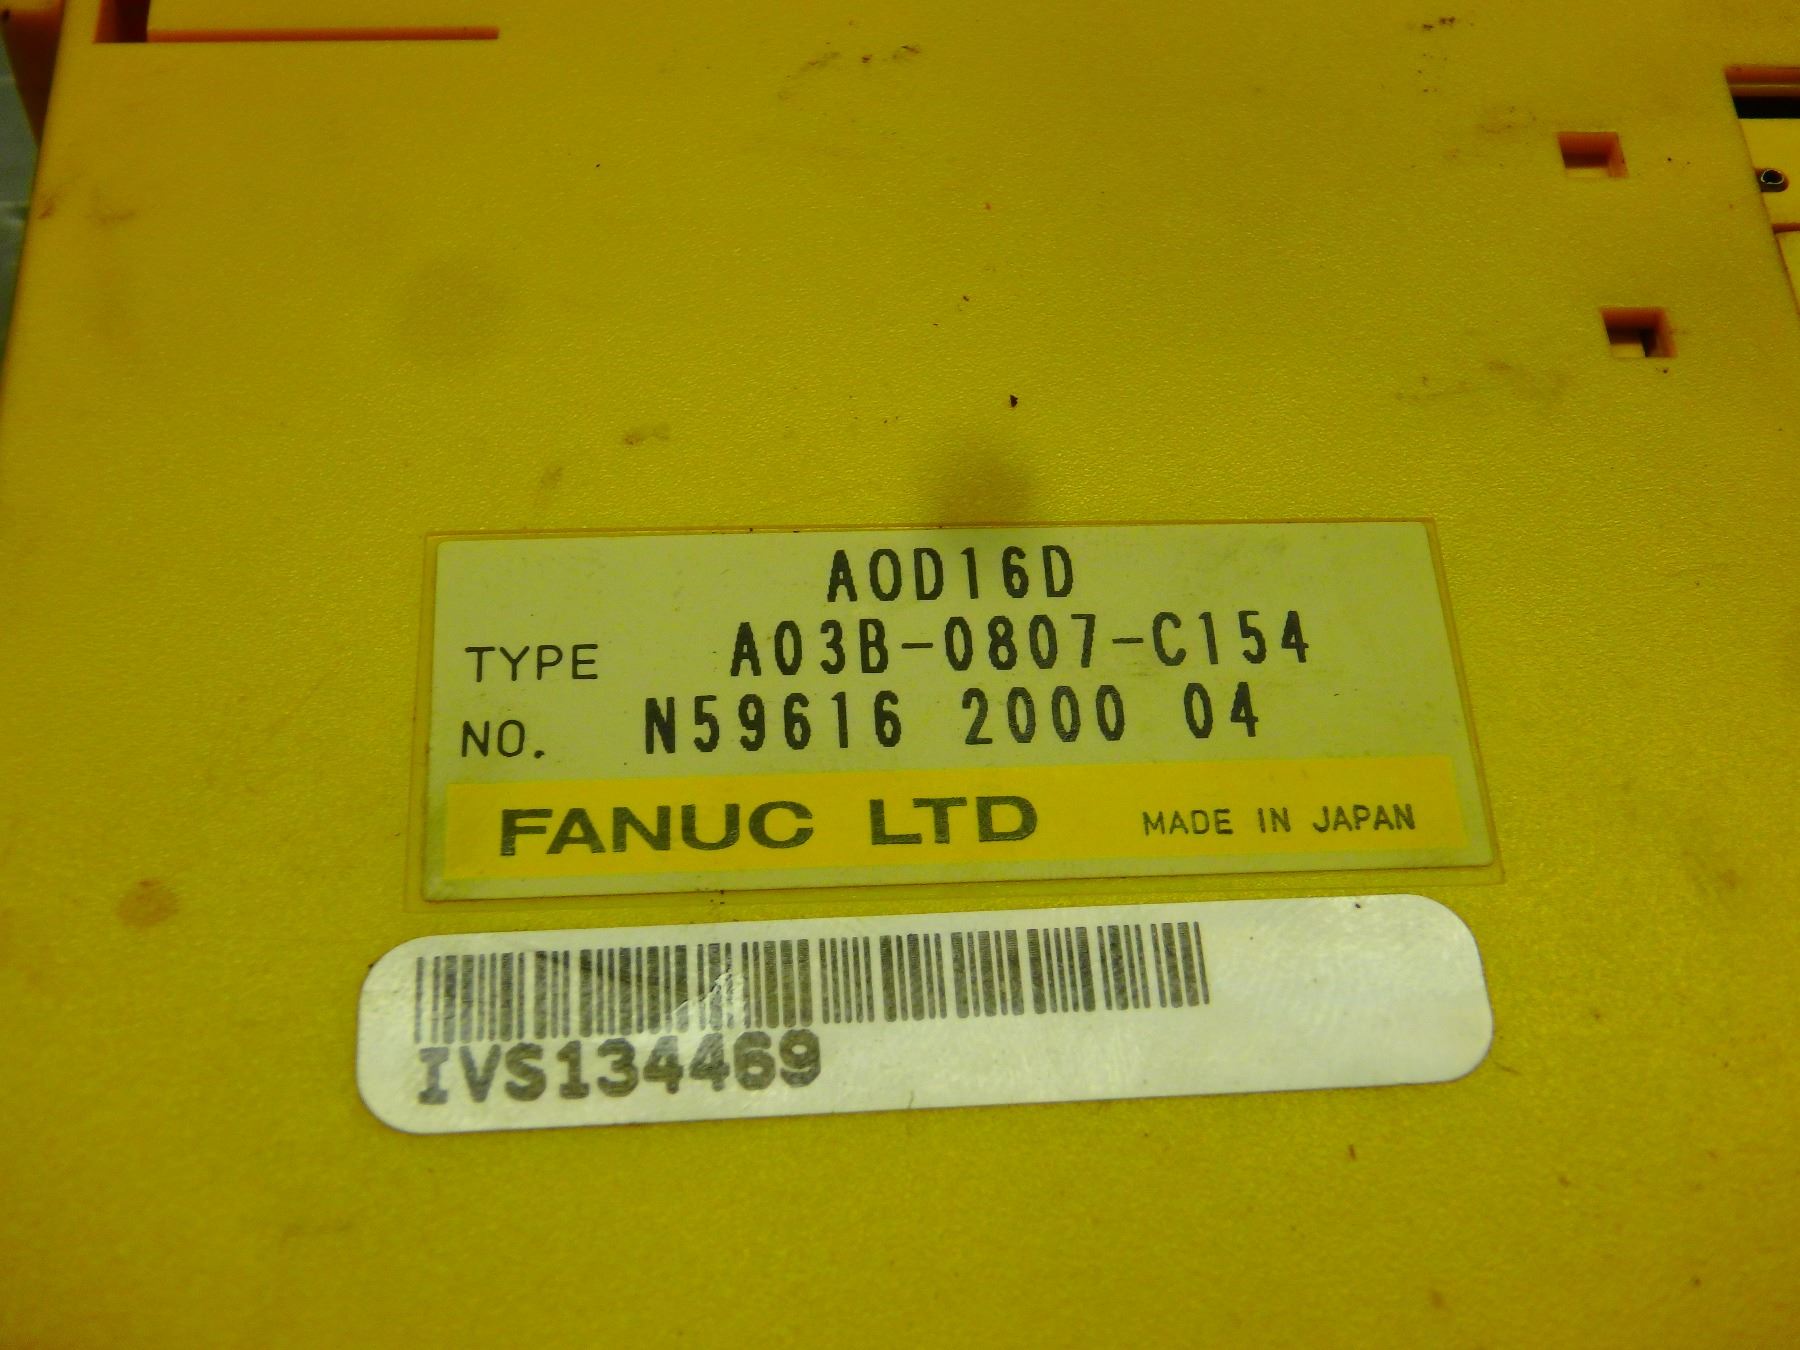 AOD16D
TYPE A03B-0807-C154
NO. N59616 2000 04
FANUC LTD MADE IN JAPAN
IVS134469